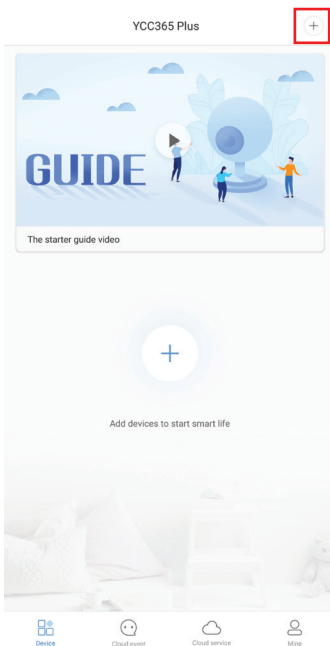 YCC365 Plus
GUIDE
The starter guide video
Add devices to start smart life
Device
Cloud event
Cloud service
Mine